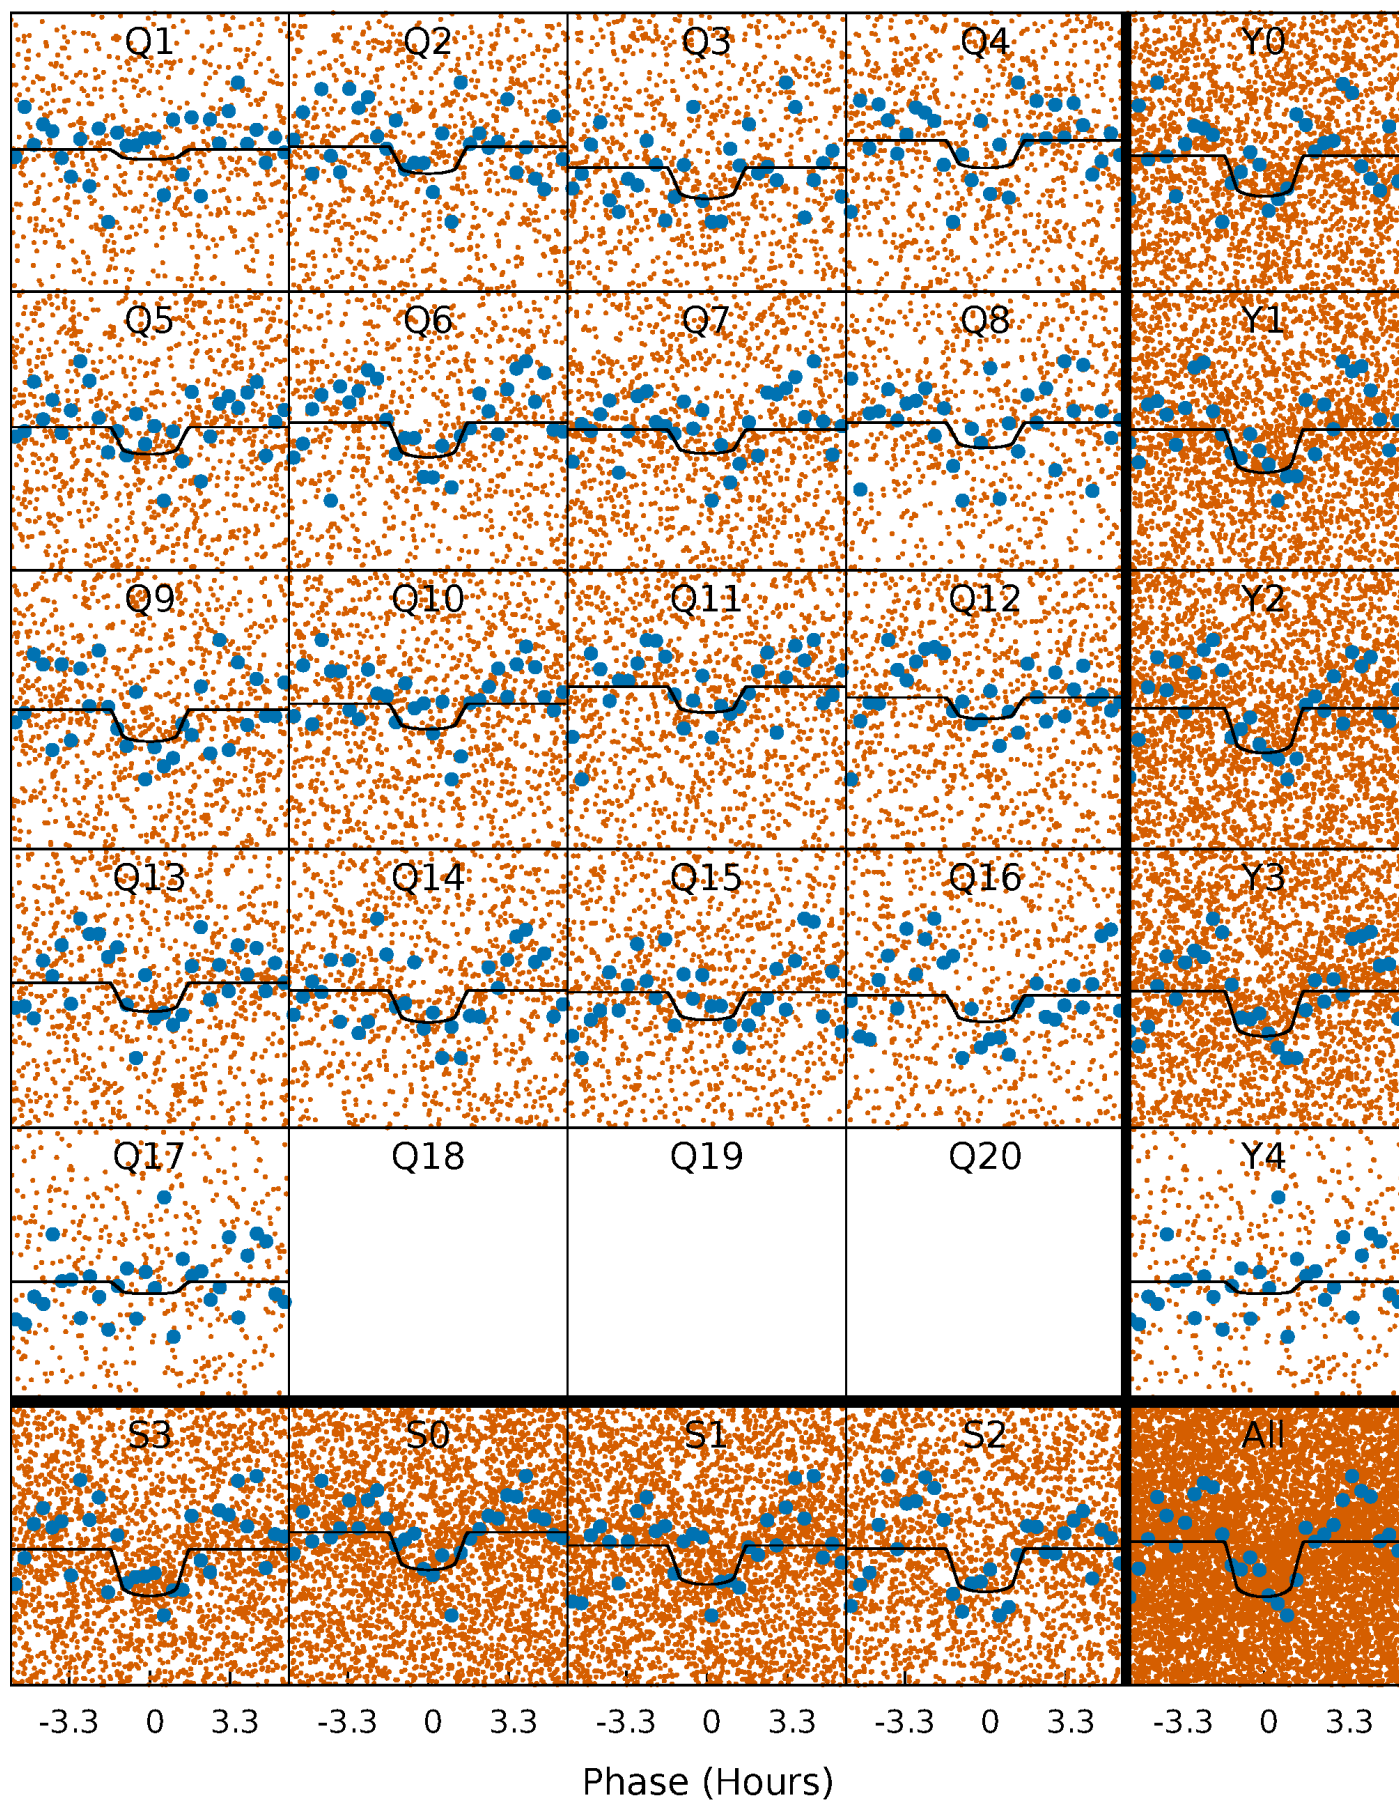 Q1 Q2 Q3 Q4 Y0
Q5 Q6 Q7 Q8 Y1
Q9 Q10 Q11 Q12 Y2
Q13 Q14 Q15 Q16 Y3
Q17 Q18 Q19 Q20 Y4
S3 S0 S1 S2 All
-3.3 0 3.3 -3.3 0 3.3 -3.3 0 3.3 -3.3 0 3.3 -3.3 0 3.3
Phase (Hours)